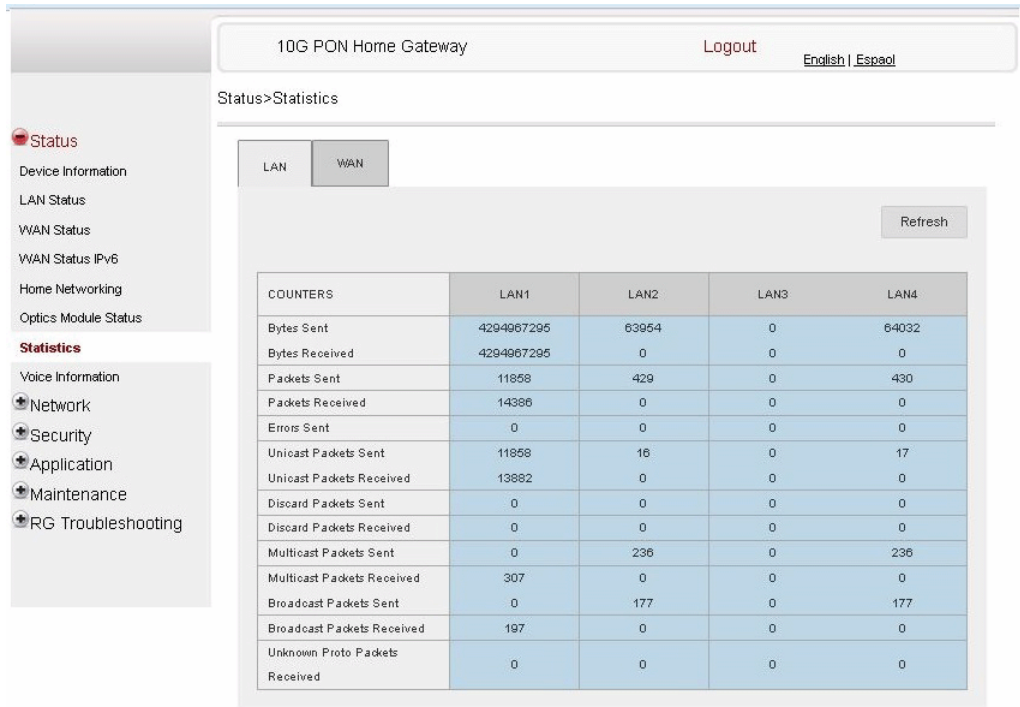 10G PON Home Gateway
Logout
English | Espaol
Status>Statistics
Status
Device Information
LAN Status
WAN Status
WAN Status IPv6
Home Networking
Optics Module Status
Statistics
Voice Information
Network
Security
Application
Maintenance
RG Troubleshooting
LAN WAN
Refresh
COUNTERS LAN1 LAN2 LAN3 LAN4
Bytes Sent 4294967295 63954 0 64032
Bytes Received 4294967295 0 0 0
Packets Sent 11858 429 0 430
Packets Received 14386 0 0 0
Errors Sent 0 0 0 0
Unicast Packets Sent 11858 16 0 17
Unicast Packets Received 13882 0 0 0
Discard Packets Sent 0 0 0 0
Discard Packets Received 0 0 0 0
Multicast Packets Sent 0 236 0 236
Multicast Packets Received 307 0 0 0
Broadcast Packets Sent 0 177 0 177
Broadcast Packets Received 197 0 0 0
Unknown Proto Packets
Received 0 0 0 0